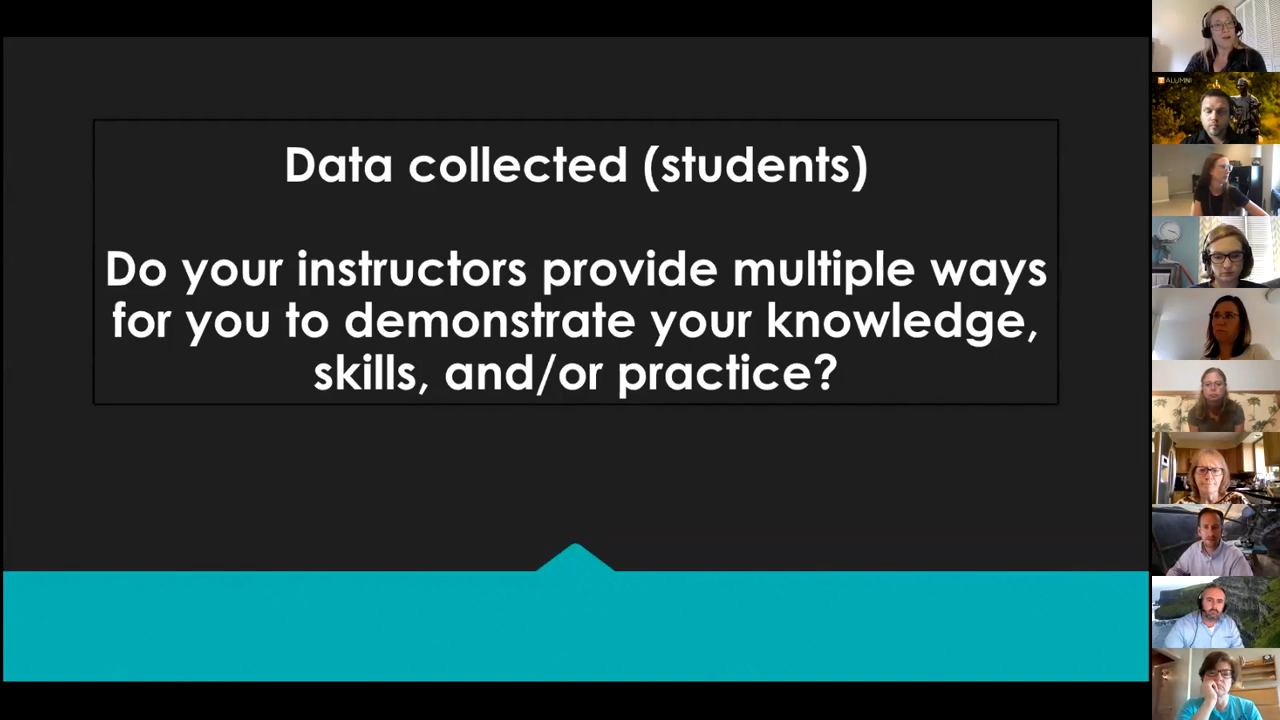 Data collected (students)
Do your instructors provide multiple ways
for you to demonstrate your knowledge,
skills, and/or practice?
ALUMNI